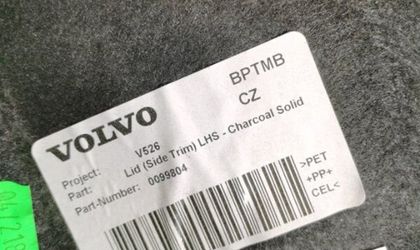 VOLVO
BPTMB
CZ
Project: V526
Part: Lid (Side Trim) LHS - Charcoal Solid
Part-Number: 0099804
>PET
+PP+
CEL<